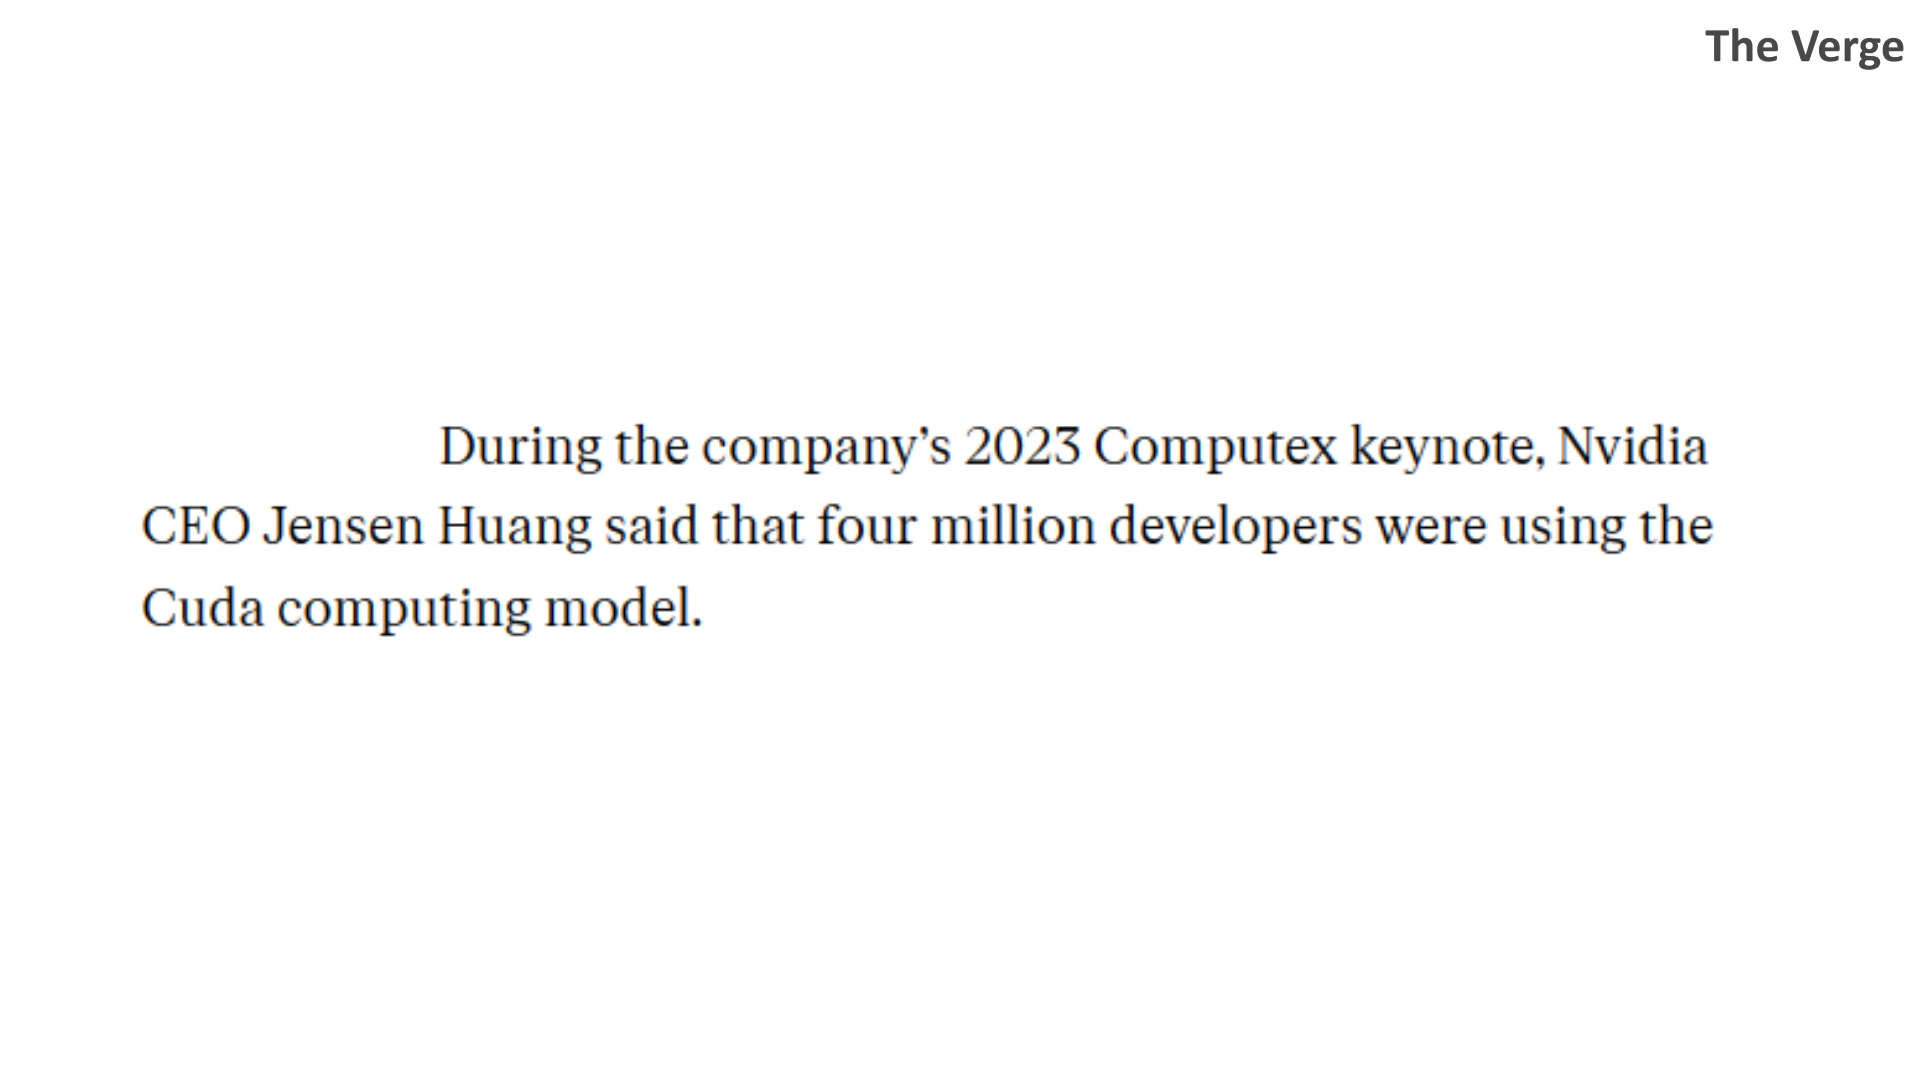 The Verge
During the company’s 2023 Computex keynote, Nvidia
CEO Jensen Huang said that four million developers were using the
Cuda computing model.